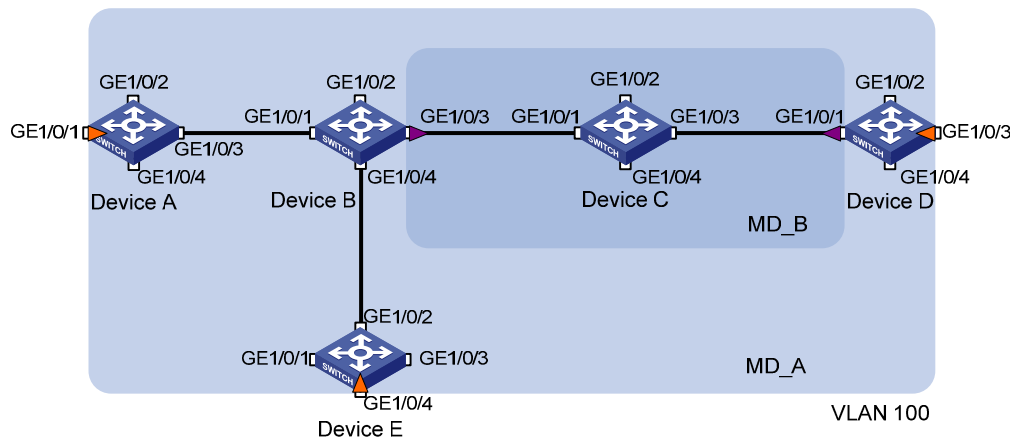 GE1/0/2
GE1/0/1
SWITCH
GE1/0/3
GE1/0/4
Device A
GE1/0/2
GE1/0/1
SWITCH
GE1/0/3
GE1/0/4
Device B
GE1/0/2
GE1/0/1
SWITCH
GE1/0/3
GE1/0/4
Device C
GE1/0/2
GE1/0/1
SWITCH
GE1/0/3
GE1/0/4
Device D
MD_B
GE1/0/2
GE1/0/1
SWITCH
GE1/0/3
GE1/0/4
Device E
MD_A
VLAN 100